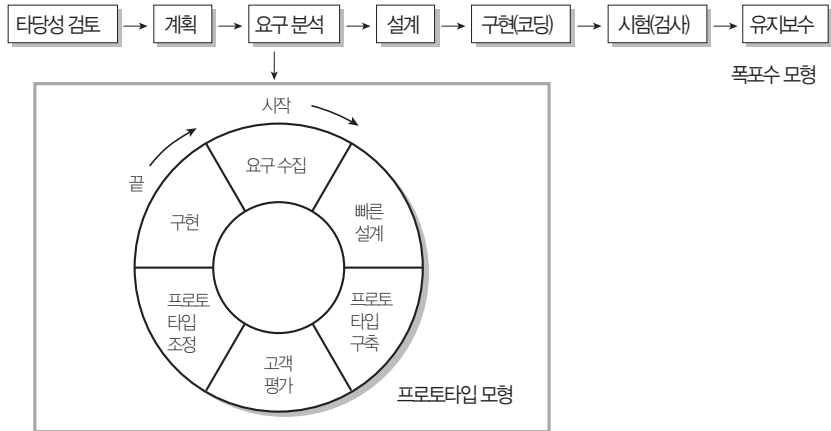 타당성 검토 계획 요구 분석 설계 구현(코딩) 시험(검사) 유지보수
폭포수 모형
시작
끝
요구 수집
구현
빠른
설계
프로토
타입
조정
프로토
타입
구축
고객
평가
프로토타입 모형